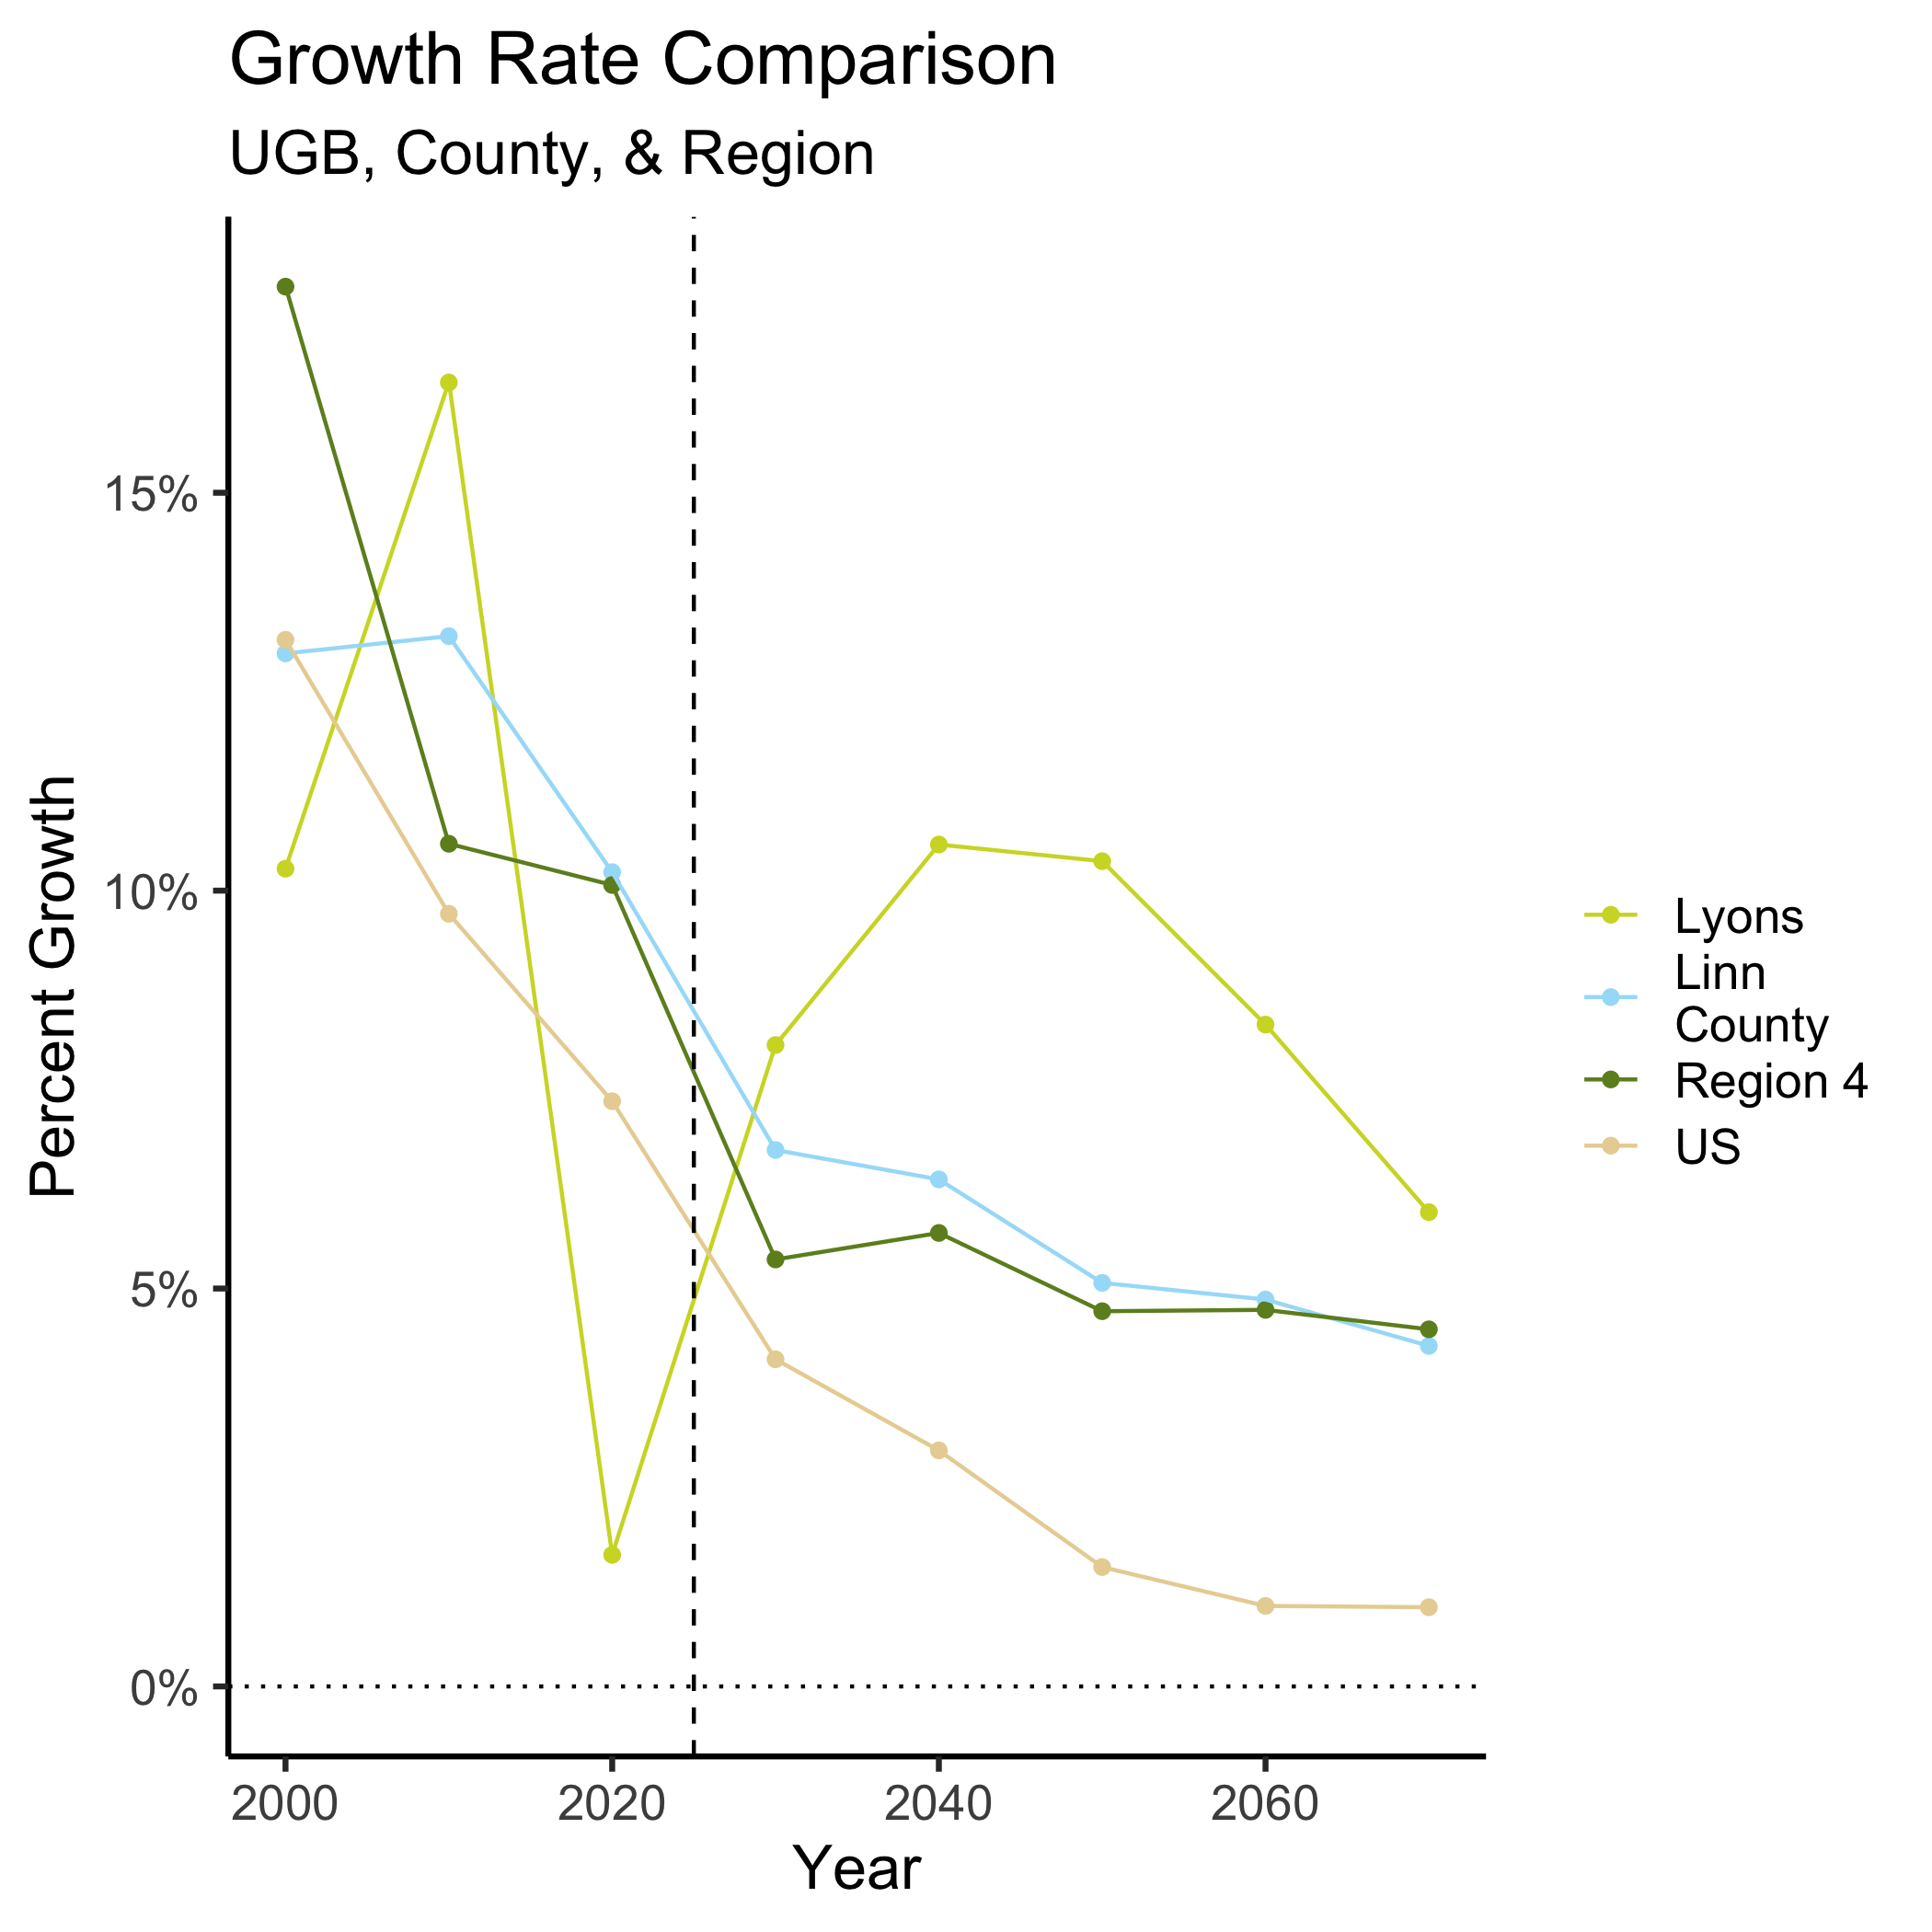 Growth Rate Comparison
UGB, County, & Region
Percent Growth
15%
10%
5%
0%
2000
2020
2040
2060
Year
Lyons
Linn
County
Region 4
US